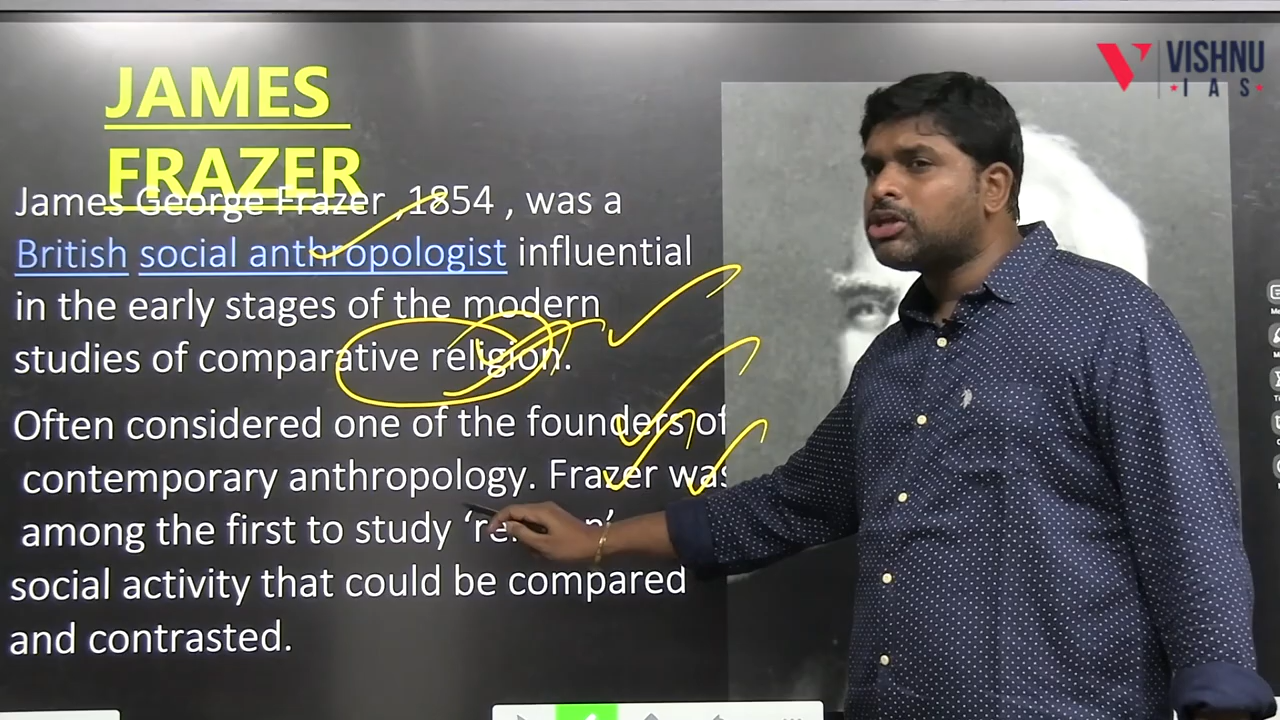 VISHNU
IAS
JAMES
FRAZER
James George Frazer ,1854 , was a
British social anthropologist influential
in the early stages of the modern
studies of comparative religion.
Often considered one of the founders of
contemporary anthropology. Frazer was
among the first to study
social activity that could be compared
and contrasted.